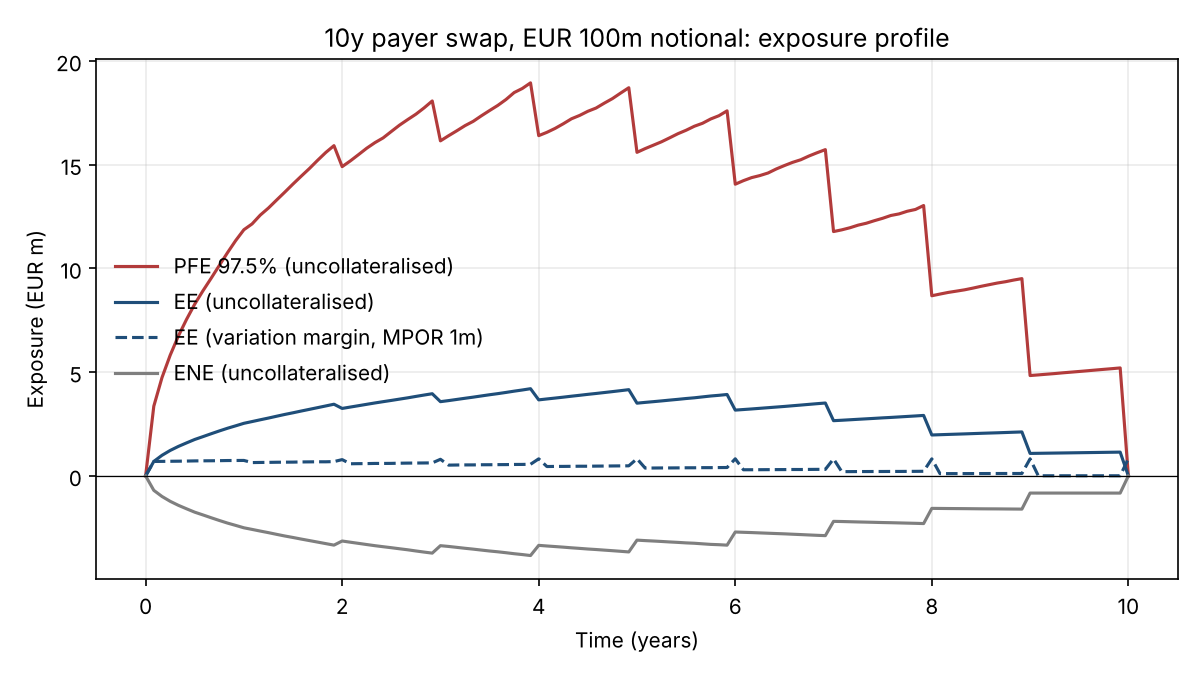 10y payer swap, EUR 100m notional: exposure profile
Exposure (EUR m)
20
15
10
5
0
PFE 97.5% (uncollateralised)
EE (uncollateralised)
EE (variation margin, MPOR 1m)
ENE (uncollateralised)
0 2 4 6 8 10
Time (years)